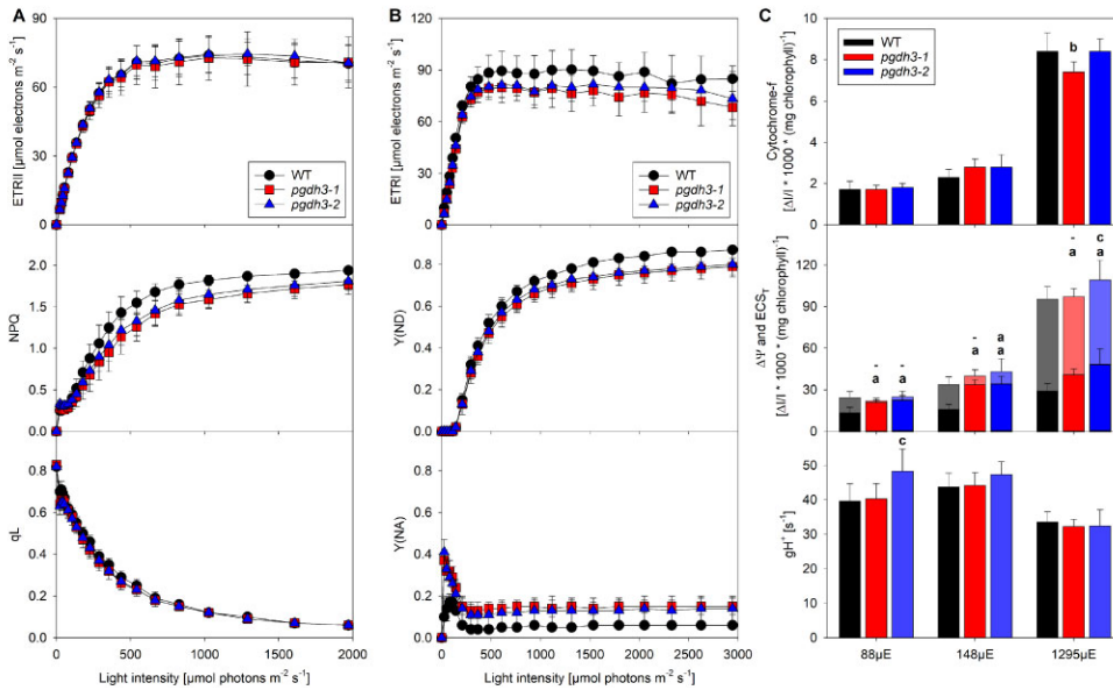 A
ETRII [µmol electrons m⁻² s⁻¹]
90
60
30
0
WT
pgdh3-1
pgdh3-2
NPQ
2.0
1.5
1.0
0.5
0.0
qL
0.8
0.6
0.4
0.2
0.0
0 500 1000 1500 2000
Light intensity [µmol photons m⁻² s⁻¹]
B
ETRI [µmol electrons m⁻² s⁻¹]
120
90
60
30
0
WT
pgdh3-1
pgdh3-2
Y(ND)
0.8
0.6
0.4
0.2
0.0
Y(NA)
0.8
0.6
0.4
0.2
0.0
0 500 1000 1500 2000 2500 3000
Light intensity [µmol photons m⁻² s⁻¹]
C
Cytochrome-f
[ΔI/I * 1000 * (mg chlorophyll)⁻¹]
10
8
6
4
2
0
WT
pgdh3-1
pgdh3-2
b
ΔΨ and ECS_T
[ΔI/I * 1000 * (mg chlorophyll)⁻¹]
120
90
60
30
0
- -
a a
- a
a a
- c
a a
gH⁺ [s⁻¹]
60
50
40
30
20
10
0
c
88µE 148µE 1295µE